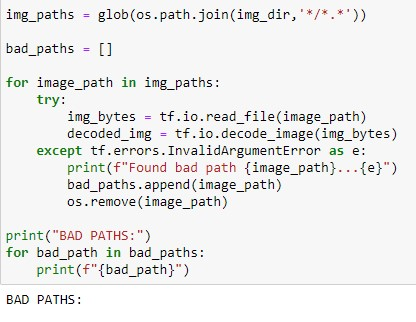 img_paths = glob(os.path.join(img_dir,'*/*.*'))

bad_paths = []

for image_path in img_paths:
    try:
        img_bytes = tf.io.read_file(image_path)
        decoded_img = tf.io.decode_image(img_bytes)
    except tf.errors.InvalidArgumentError as e:
        print(f"Found bad path {image_path}...{e}")
        bad_paths.append(image_path)
        os.remove(image_path)

print("BAD PATHS:")
for bad_path in bad_paths:
    print(f"{bad_path}")
BAD PATHS: